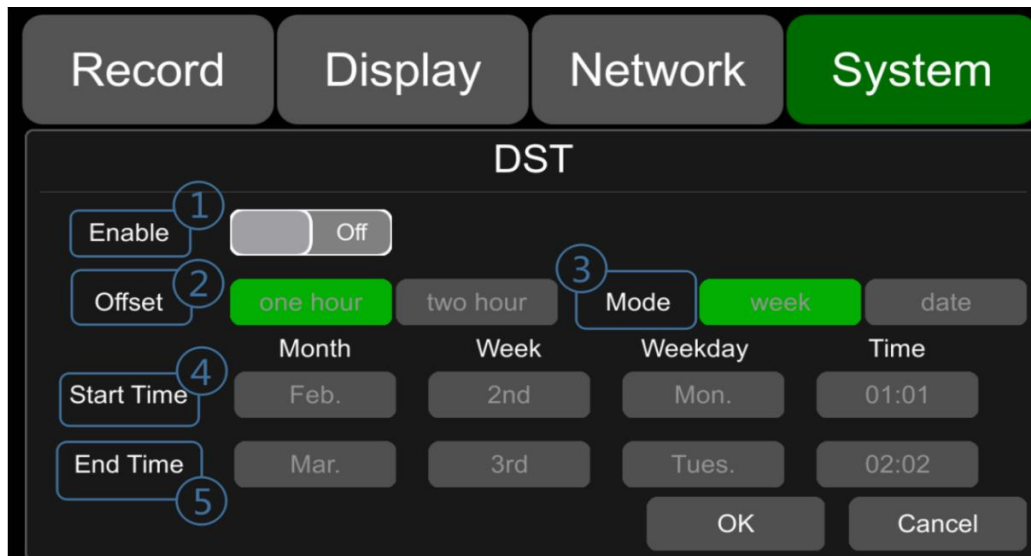 Record Display Network System
DST
1
Enable Off
2 3
Offset one hour two hour Mode week date
Month Week Weekday Time
4
Start Time Feb. 2nd Mon. 01:01
End Time Mar. 3rd Tues. 02:02
5
OK Cancel